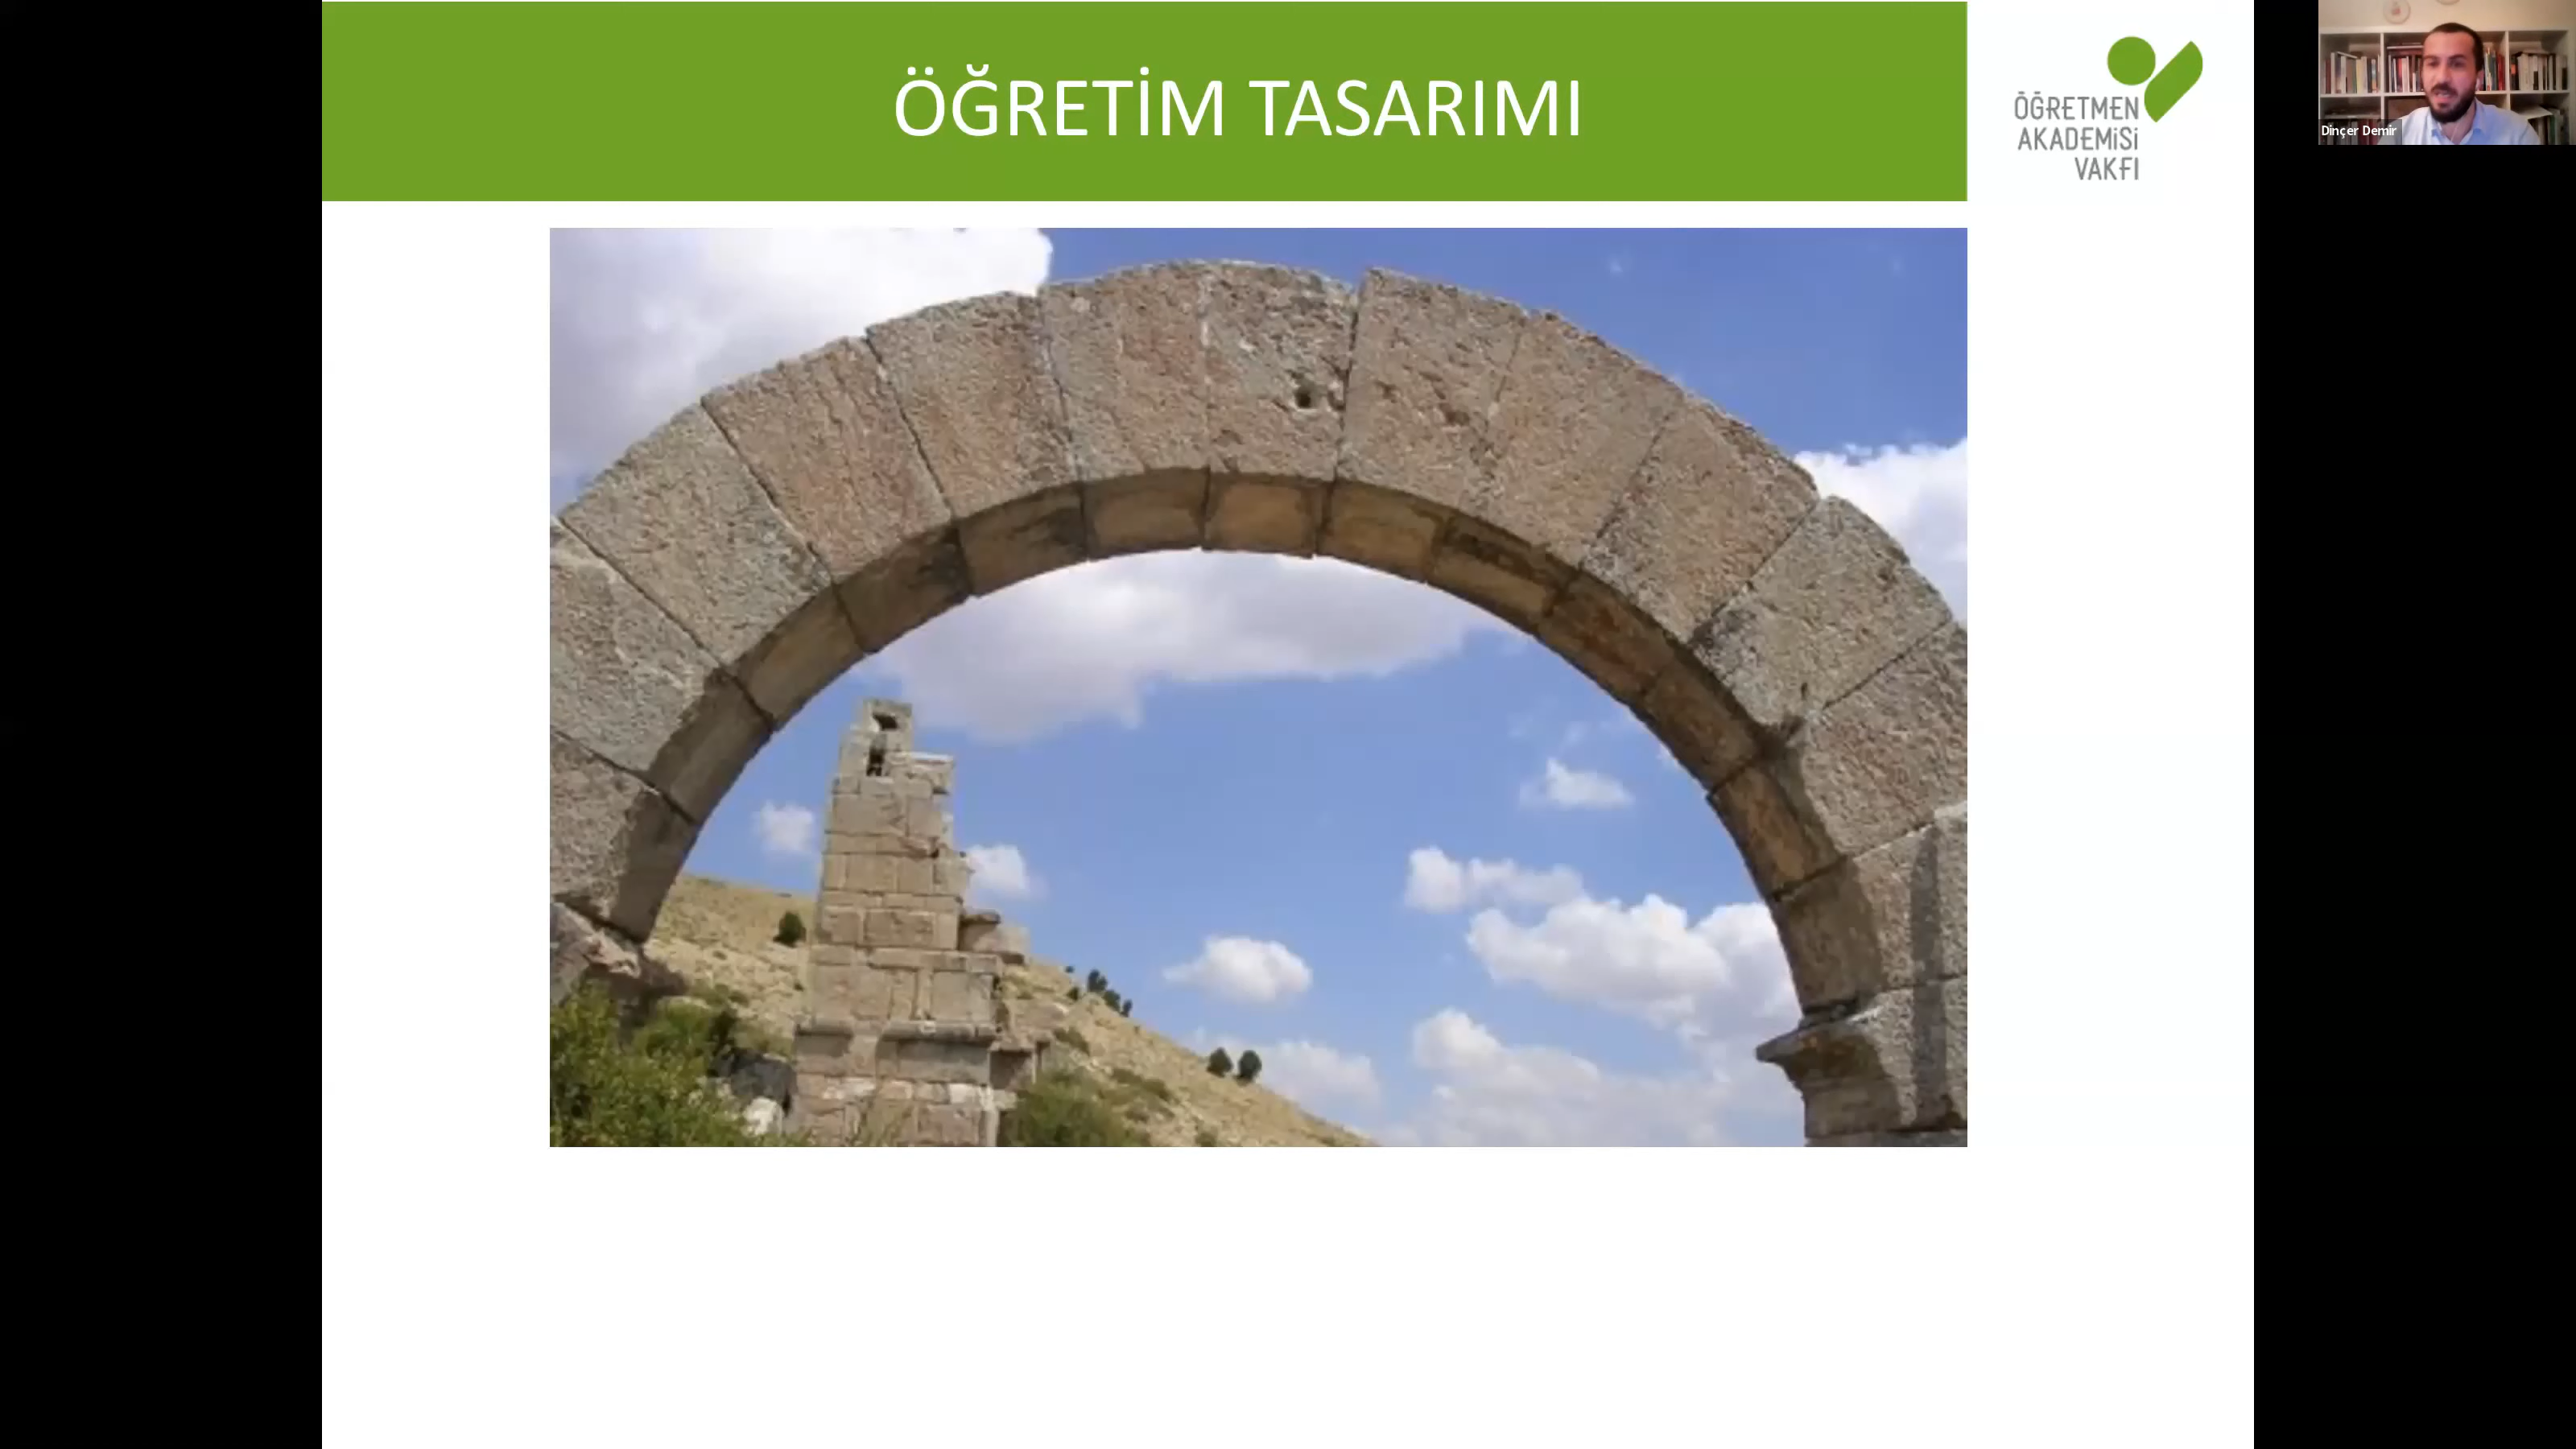 ÖĞRETİM TASARIMI
ÖĞRETMEN
AKADEMİSİ
VAKFI
Dinçer Demir